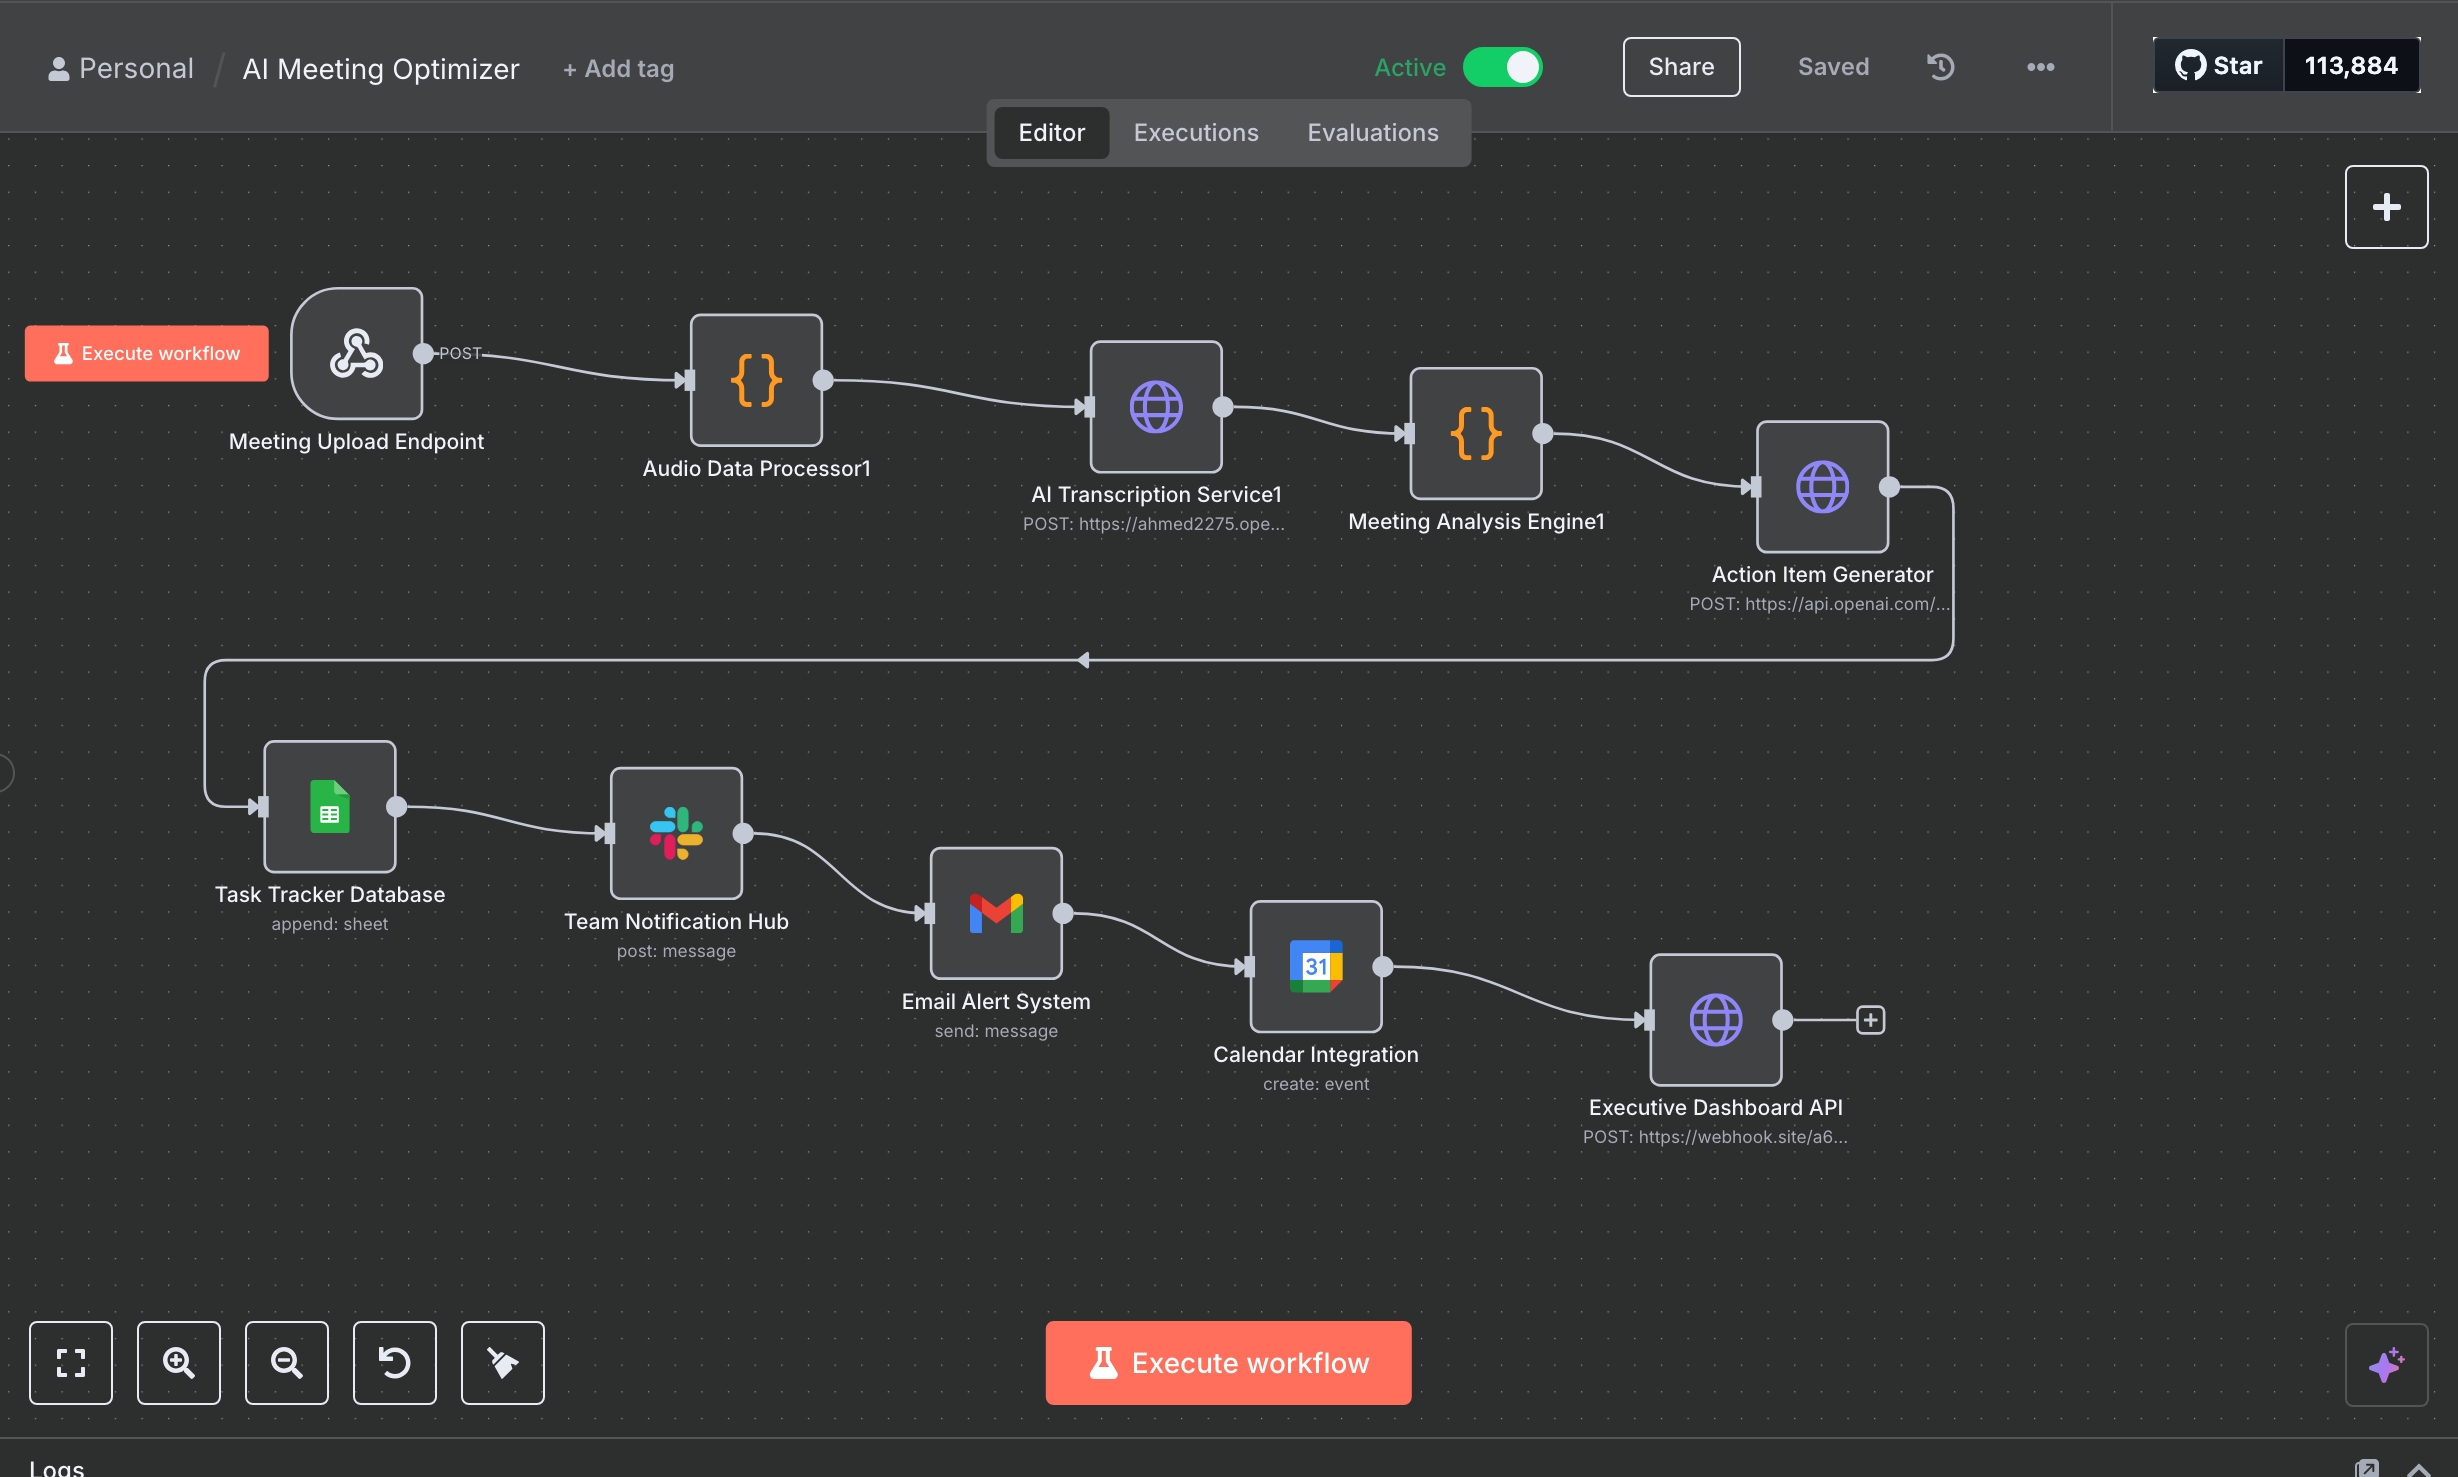 Personal / AI Meeting Optimizer + Add tag
Active Share Saved Star 113,884
Editor Executions Evaluations
Execute workflow
POST
Meeting Upload Endpoint
Audio Data Processor1
AI Transcription Service1
POST: https://ahmed2275.ope...
Meeting Analysis Engine1
Action Item Generator
POST: https://api.openai.com/...
Task Tracker Database
append: sheet
Team Notification Hub
post: message
Email Alert System
send: message
31
Calendar Integration
create: event
Executive Dashboard API
POST: https://webhook.site/a6...
Execute workflow
Logs